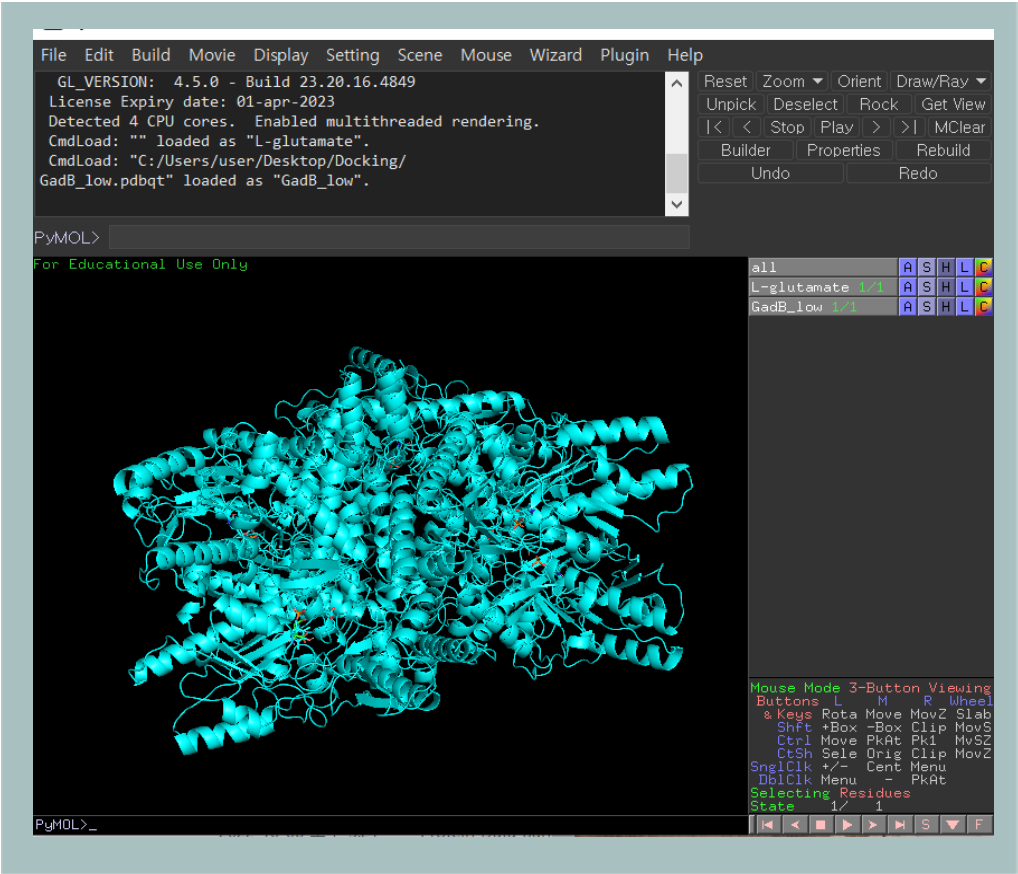 File Edit Build Movie Display Setting Scene Mouse Wizard Plugin Help
GL_VERSION: 4.5.0 - Build 23.20.16.4849
License Expiry date: 01-apr-2023
Detected 4 CPU cores. Enabled multithreaded rendering.
CmdLoad: "" loaded as "L-glutamate".
CmdLoad: "C:/Users/user/Desktop/Docking/
GadB_low.pdbqt" loaded as "GadB_low".
Reset Zoom Orient Draw/Ray
Unpick Deselect Rock Get View
|< < Stop Play > >| MClear
Builder Properties Rebuild
Undo Redo
PyMOL>
For Educational Use Only
all A S H L C
L-glutamate 1/1 A S H L C
GadB_low 1/1 A S H L C
Mouse Mode 3-Button Viewing
Buttons L M R Wheel
& Keys Rota Move MovZ Slab
Shft +Box -Box Clip MovS
Ctrl Move PkAt Pk1 MvSZ
CtSh Sele Orig Clip MovZ
SnglClk +/- Cent Menu
DblClk Menu - PkAt
Selecting Residues
State 1/ 1
PyMOL>_
S F